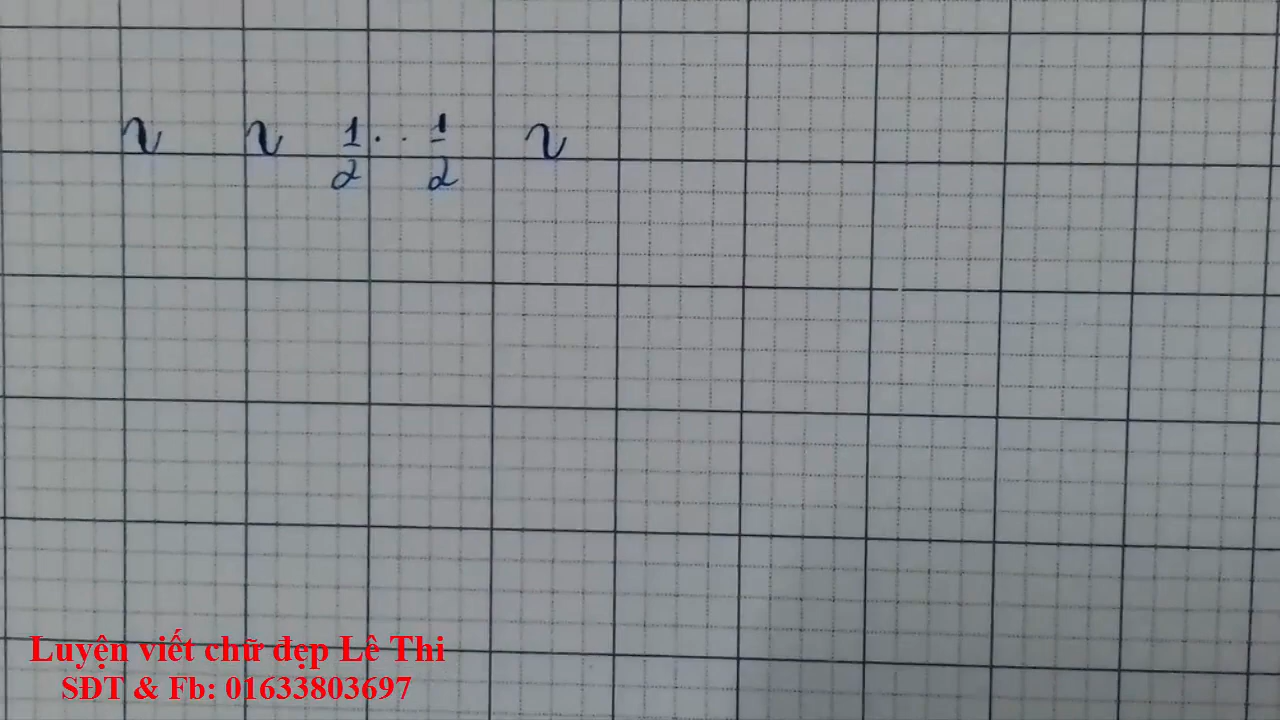 r r 1/2 . . 1/2 r
Luyện viết chữ đẹp Lê Thi
SĐT & Fb: 01633803697